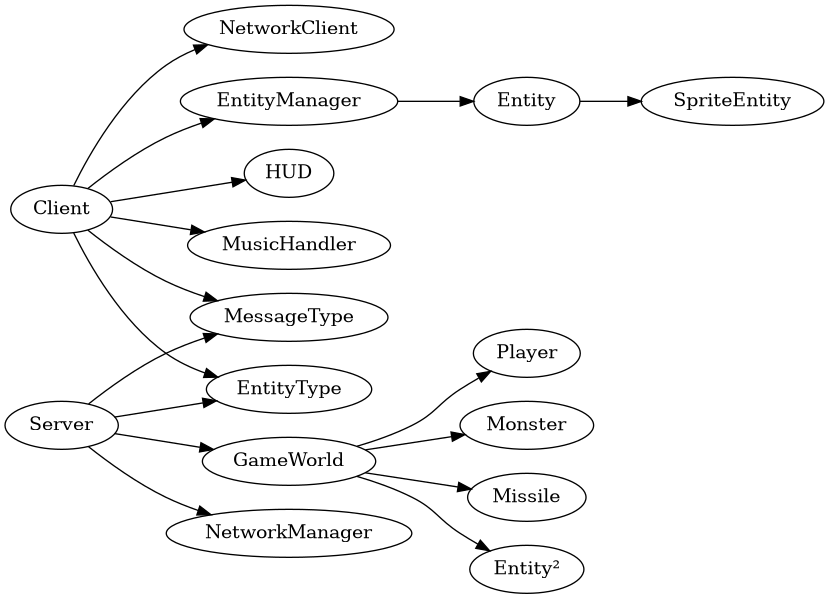 NetworkClient
EntityManager
Entity
SpriteEntity
HUD
Client
MusicHandler
MessageType
Player
EntityType
Server
Monster
GameWorld
Missile
NetworkManager
Entity²